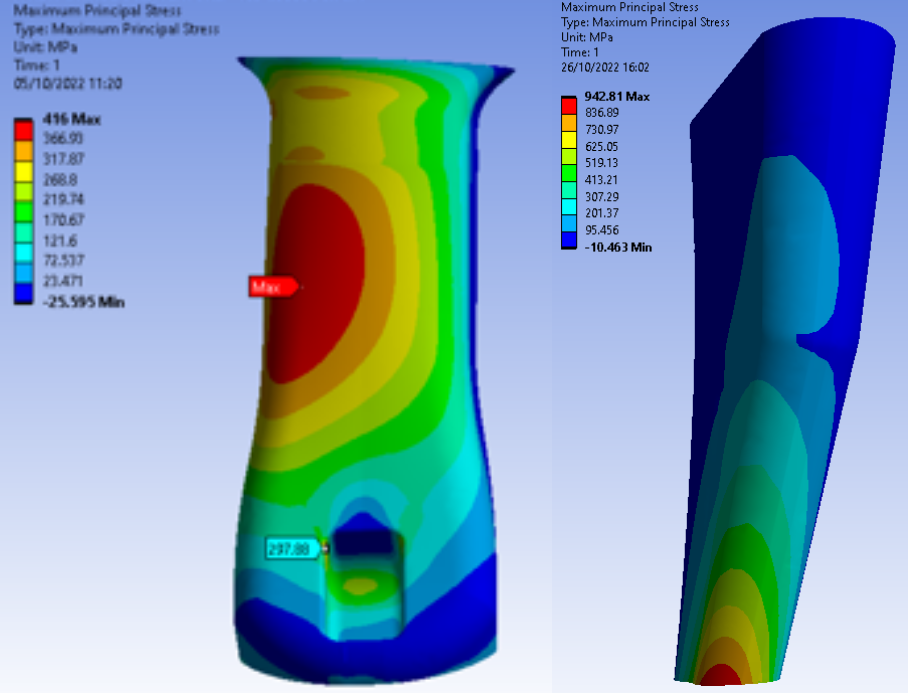 Maximum Principal Stress
Type: Maximum Principal Stress
Unit: MPa
Time: 1
05/10/2022 11:20
416 Max
366.93
317.87
268.8
219.74
170.67
121.6
72.537
23.471
-25.595 Min
Max
297.88
Maximum Principal Stress
Type: Maximum Principal Stress
Unit: MPa
Time: 1
26/10/2022 16:02
942.81 Max
836.89
730.97
625.05
519.13
413.21
307.29
201.37
95.456
-10.463 Min